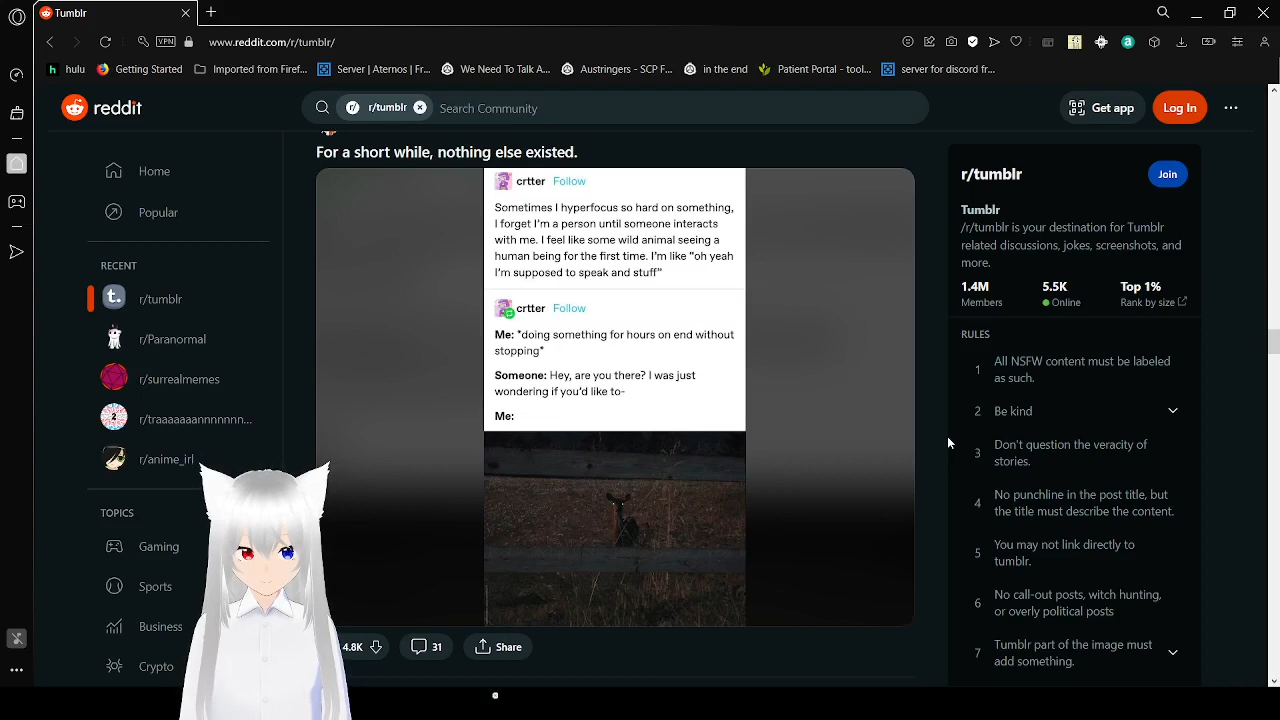 Tumblr
VPN
www.reddit.com/r/tumblr/
hulu
Getting Started
Imported from Firef...
Server | Aternos | Fr...
We Need To Talk A...
Austringers - SCP F...
in the end
Patient Portal - tool...
server for discord fr...
reddit
r/
r/tumblr
Search Community
Get app
Log In
Home
Popular
RECENT
r/tumblr
r/Paranormal
r/surrealmemes
r/traaaaaaannnnnnn...
r/anime_irl
TOPICS
Gaming
Sports
Business
Crypto
For a short while, nothing else existed.
crtter Follow
Sometimes I hyperfocus so hard on something,
I forget I'm a person until someone interacts
with me. I feel like some wild animal seeing a
human being for the first time. I'm like "oh yeah
I'm supposed to speak and stuff"
crtter Follow
Me: *doing something for hours on end without
stopping*
Someone: Hey, are you there? I was just
wondering if you'd like to-
Me:
4.8K
31
Share
r/tumblr
Join
Tumblr
/r/tumblr is your destination for Tumblr
related discussions, jokes, screenshots, and
more.
1.4M 5.5K Top 1%
Members Online Rank by size
RULES
1 All NSFW content must be labeled
as such.
2 Be kind
3 Don't question the veracity of
stories.
4 No punchline in the post title, but
the title must describe the content.
5 You may not link directly to
tumblr.
6 No call-out posts, witch hunting,
or overly political posts
7 Tumblr part of the image must
add something.